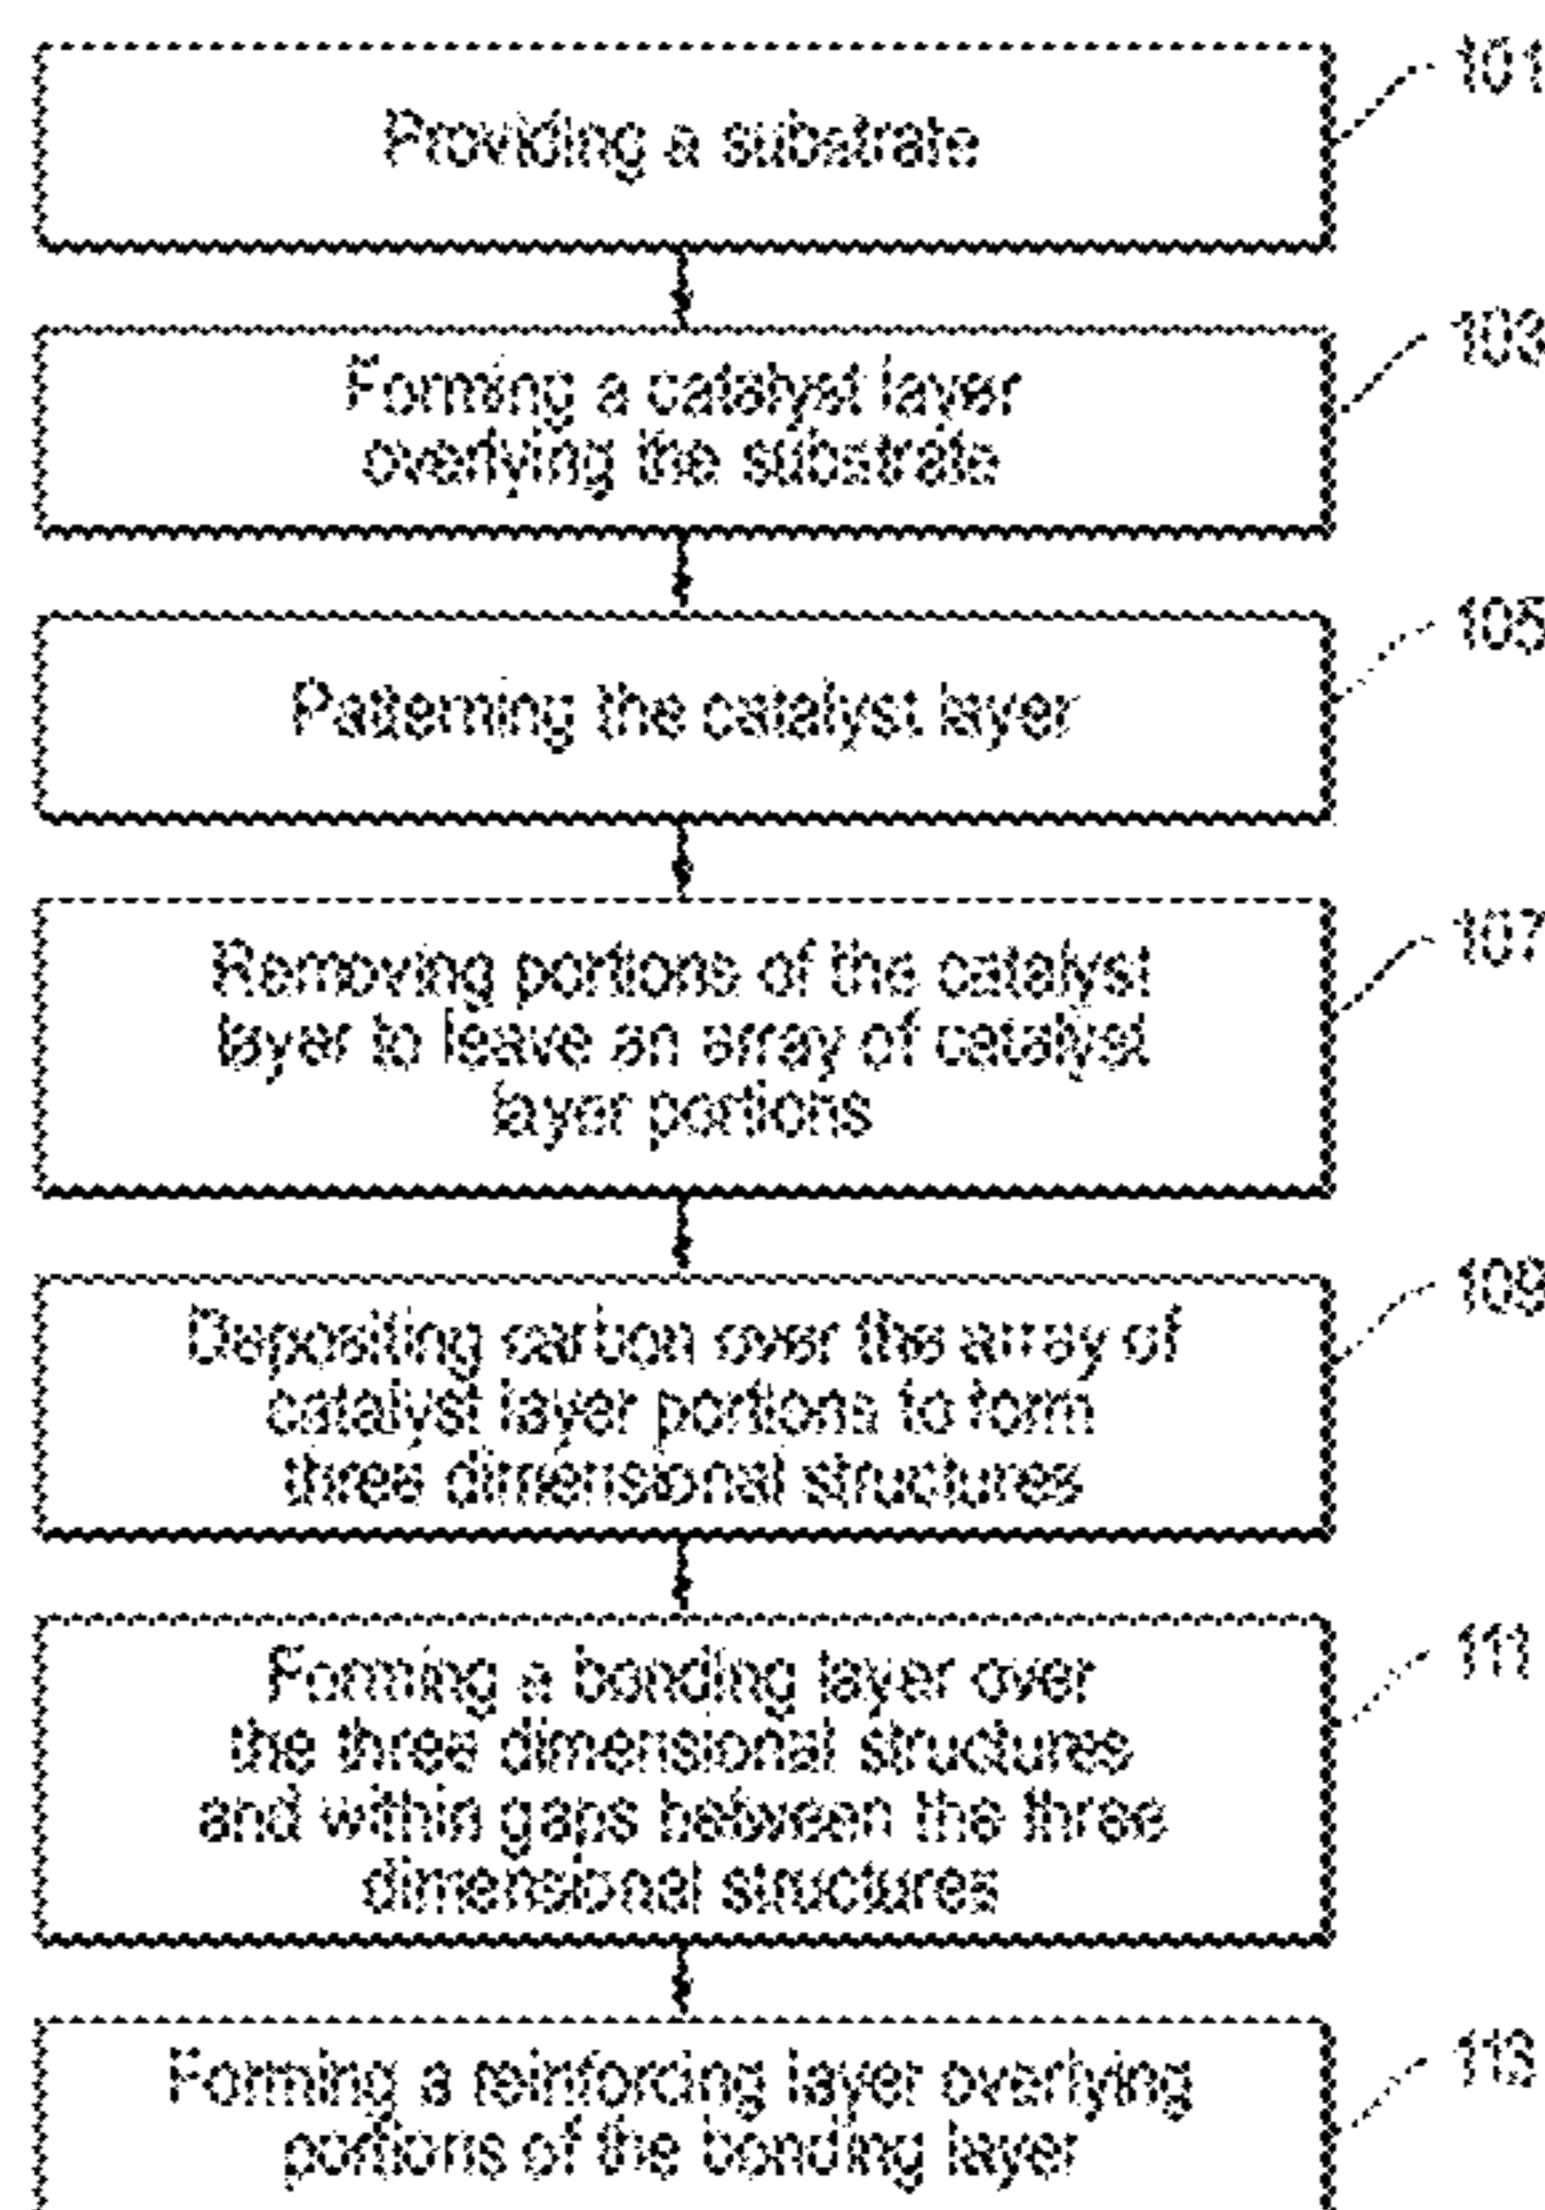 Providing a substrate
101
Forming a catalyst layer
overlying the substrate
103
Patterning the catalyst layer
105
Removing portions of the catalyst
layer to leave an array of catalyst
layer portions
107
Depositing carbon over the array of
catalyst layer portions to form
three dimensional structures
109
Forming a bonding layer over
the three dimensional structures
and within gaps between the three
dimensional structures
111
Forming a reinforcing layer overlying
portions of the bonding layer
113